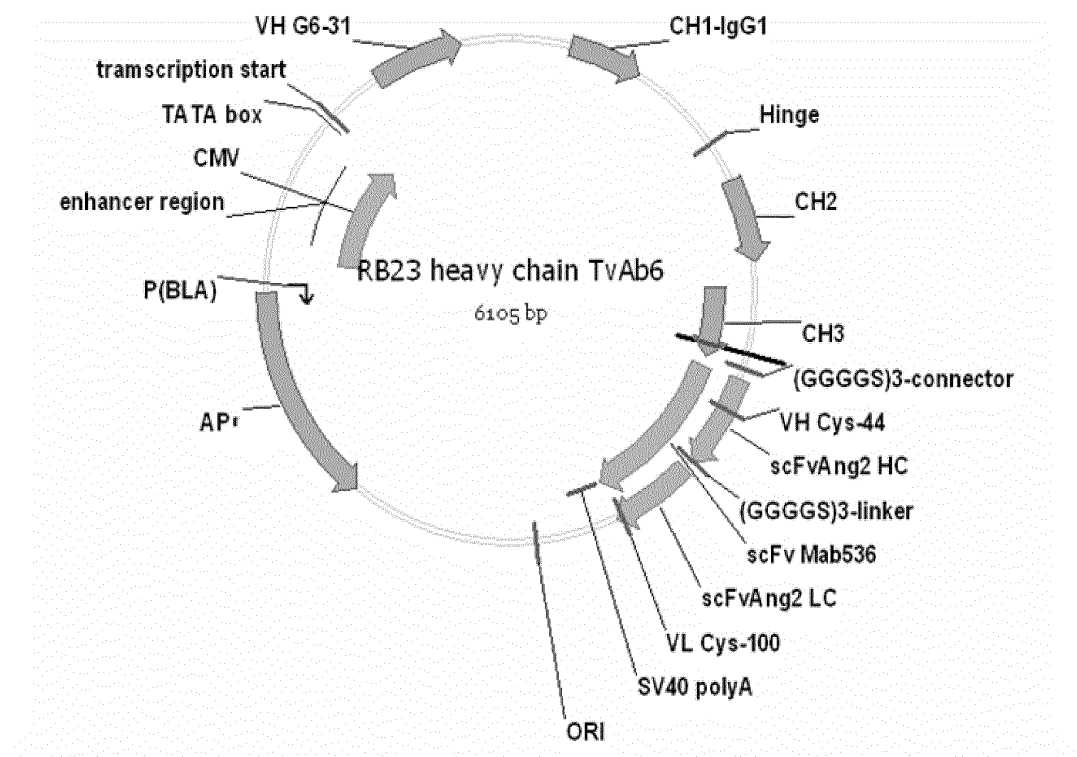 VH G6-31
CH1-IgG1
tramscription start
TATA box
Hinge
CMV
enhancer region
CH2
RB23 heavy chain TvAb6
P(BLA)
6105 bp
CH3
(GGGGS)3-connector
APr
VH Cys-44
scFvAng2 HC
(GGGGS)3-linker
scFv Mab536
scFvAng2 LC
VL Cys-100
SV40 polyA
ORI